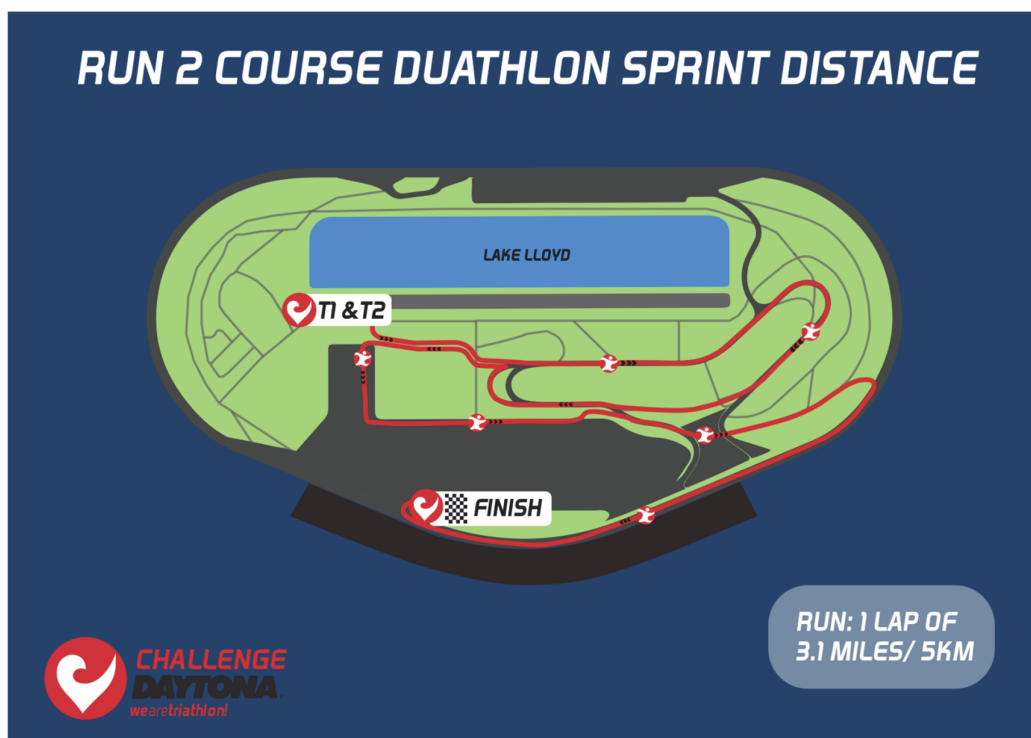 RUN 2 COURSE DUATHLON SPRINT DISTANCE
LAKE LLOYD
T1 & T2
FINISH
RUN: 1 LAP OF
3.1 MILES/ 5KM
CHALLENGE
DAYTONA
wearetriathlon!